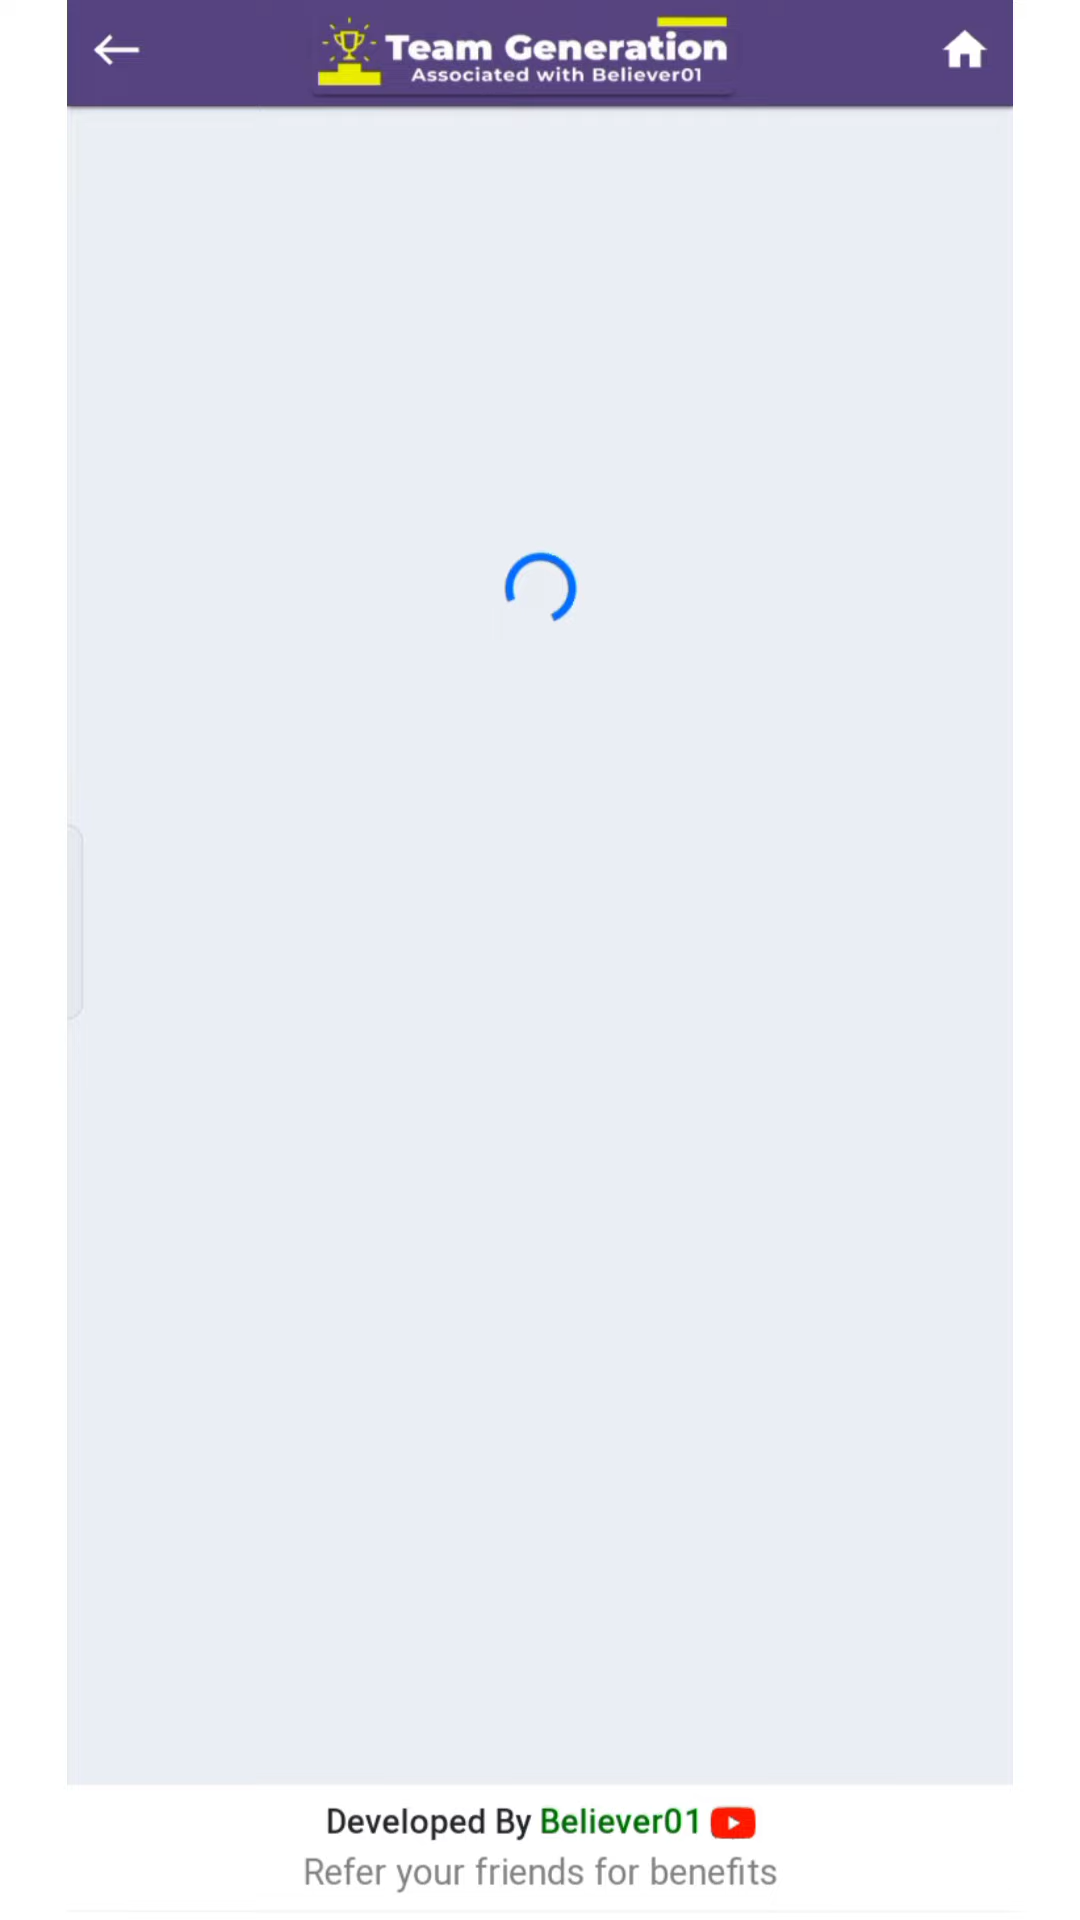 Team Generation
Associated with Believer01
Developed By Believer01
Refer your friends for benefits